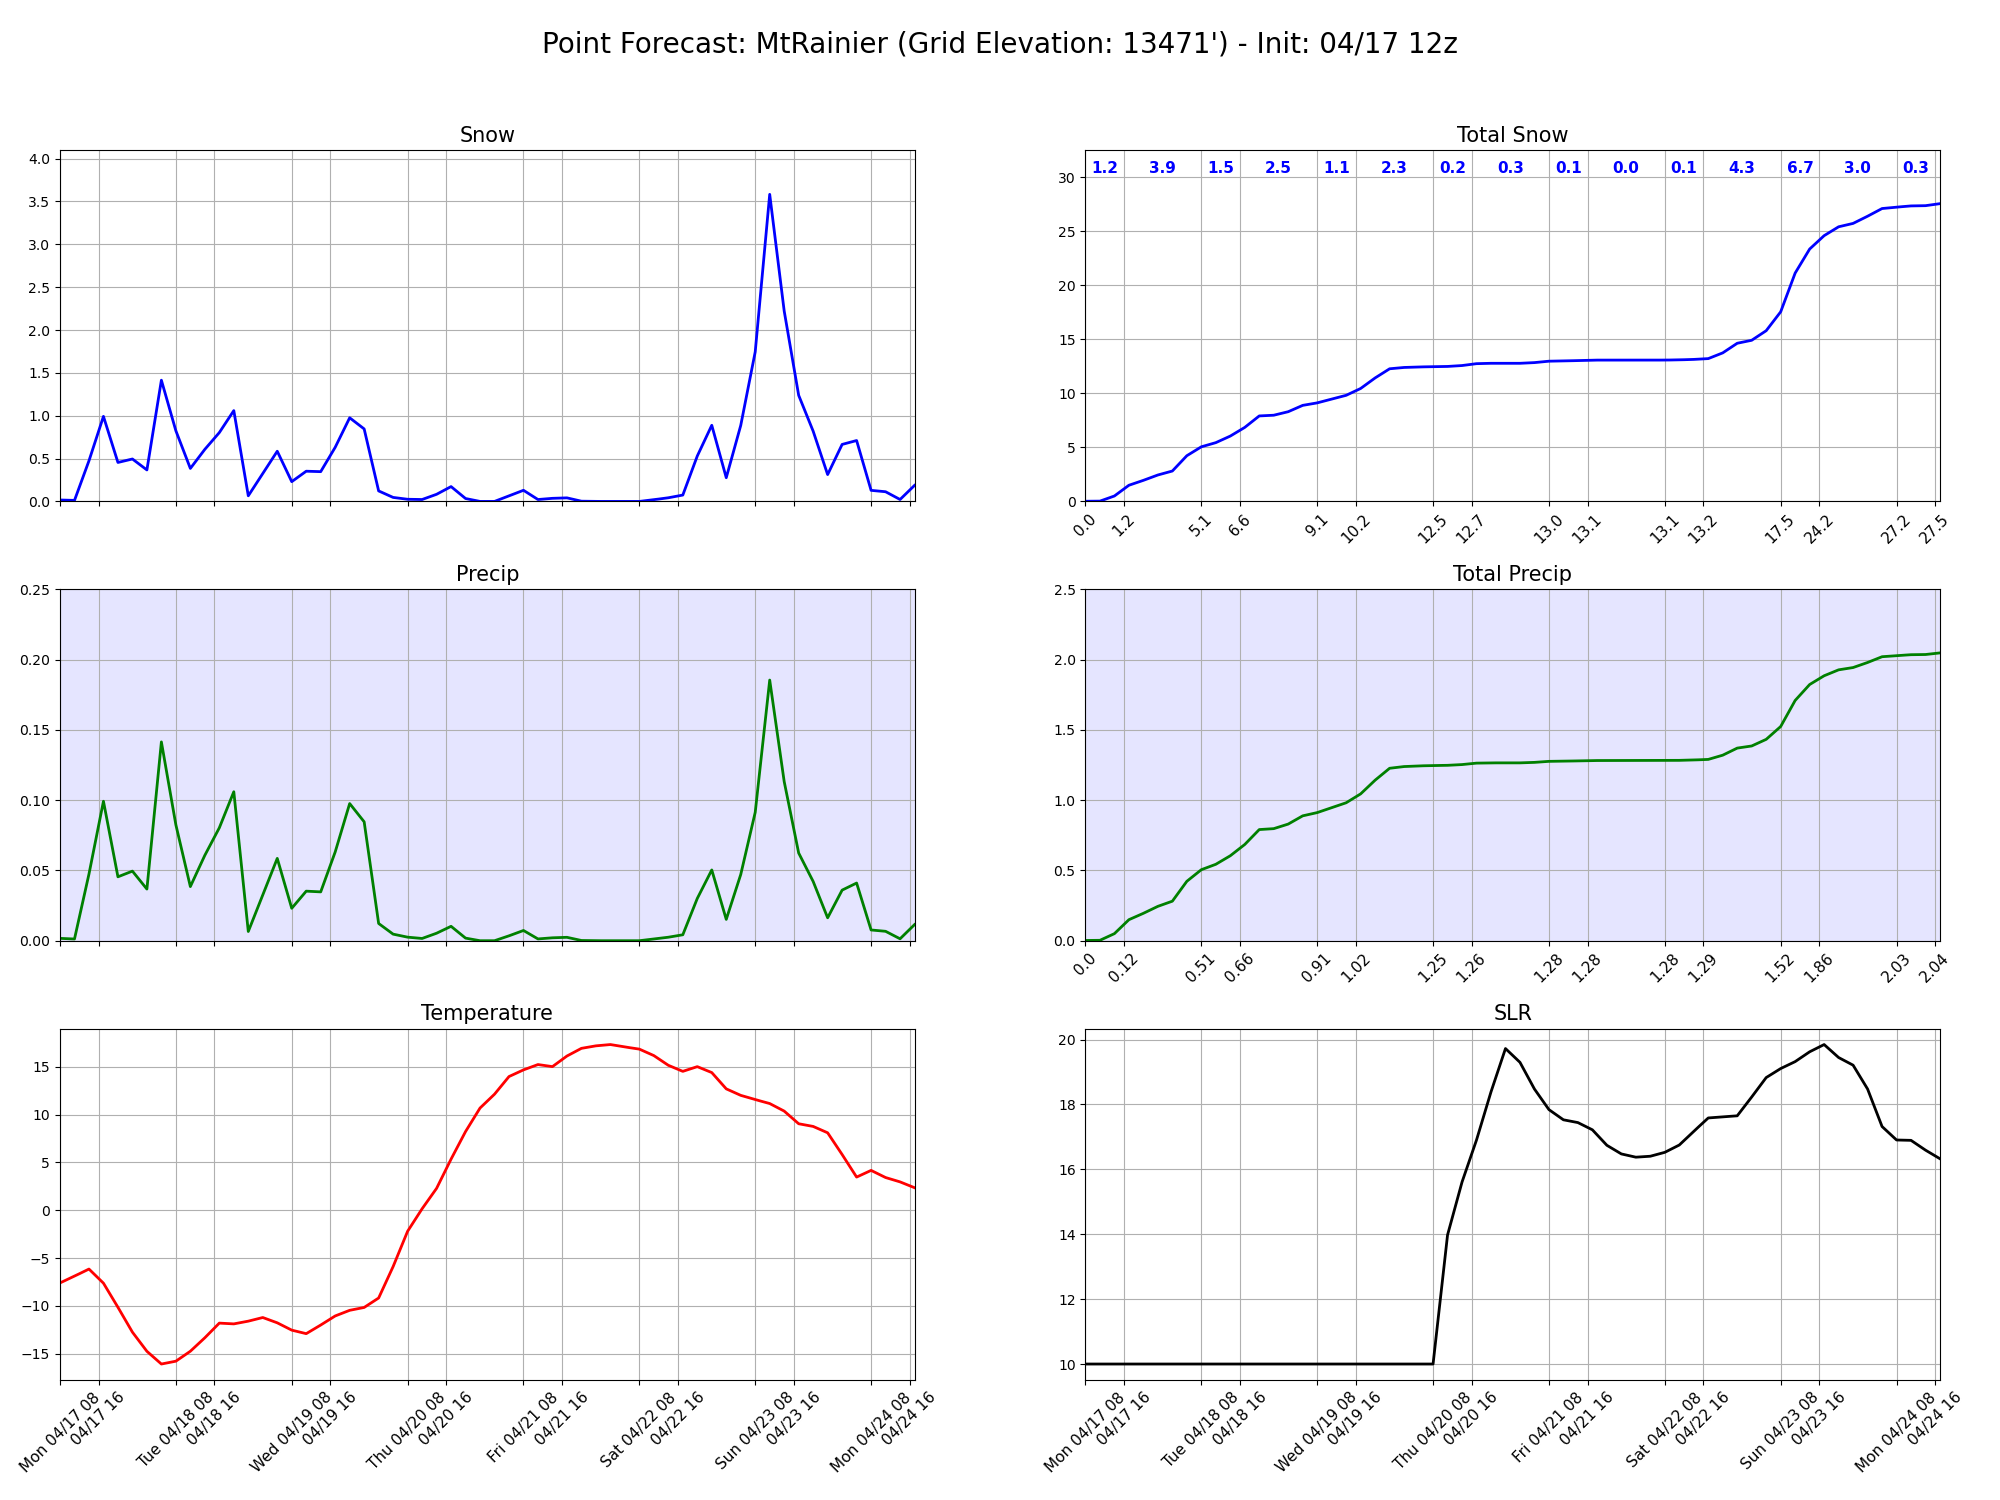 Point Forecast: MtRainier (Grid Elevation: 13471') - Init: 04/17 12z
Snow
4.0
3.5
3.0
2.5
2.0
1.5
1.0
0.5
0.0
Total Snow
1.2 3.9 1.5 2.5 1.1 2.3 0.2 0.3 0.1 0.0 0.1 4.3 6.7 3.0 0.3
30
25
20
15
10
5
0
0.0 1.2 5.1 6.6 9.1 10.2 12.5 12.7 13.0 13.1 13.1 13.2 17.5 24.2 27.2 27.5
Precip
0.25
0.20
0.15
0.10
0.05
0.00
Total Precip
2.5
2.0
1.5
1.0
0.5
0.0
0.0 0.12 0.51 0.66 0.91 1.02 1.25 1.26 1.28 1.28 1.28 1.29 1.52 1.86 2.03 2.04
Temperature
15
10
5
0
−5
−10
−15
Mon 04/17 08
04/17 16
Tue 04/18 08
04/18 16
Wed 04/19 08
04/19 16
Thu 04/20 08
04/20 16
Fri 04/21 08
04/21 16
Sat 04/22 08
04/22 16
Sun 04/23 08
04/23 16
Mon 04/24 08
04/24 16
SLR
20
18
16
14
12
10
Mon 04/17 08
04/17 16
Tue 04/18 08
04/18 16
Wed 04/19 08
04/19 16
Thu 04/20 08
04/20 16
Fri 04/21 08
04/21 16
Sat 04/22 08
04/22 16
Sun 04/23 08
04/23 16
Mon 04/24 08
04/24 16